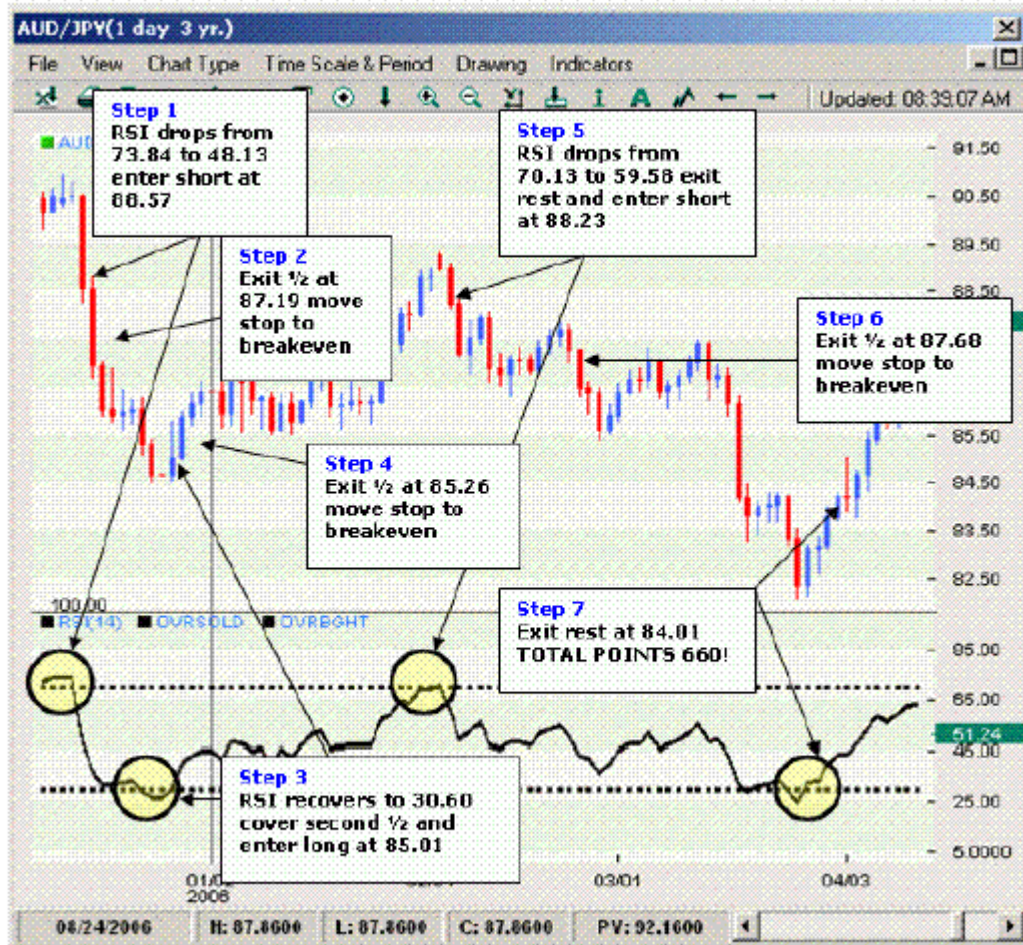 AUD/JPY(1 day 3 yr.)
File View Chart Type Time Scale & Period Drawing Indicators
Updated: 08:39:07 AM
Step 1
RSI drops from
73.84 to 48.13
enter short at
88.57
Step 5
RSI drops from
70.13 to 59.58 exit
rest and enter short
at 88.23
Step 2
Exit ½ at
87.19 move
stop to
breakeven
Step 6
Exit ½ at 87.68
move stop to
breakeven
Step 4
Exit ½ at 85.26
move stop to
breakeven
Step 7
Exit rest at 84.01
TOTAL POINTS 660!
Step 3
RSI recovers to 30.60
cover second ½ and
enter long at 85.01
AUD
91.50
90.50
89.50
88.50
85.50
84.50
83.50
82.50
100.00
RSI(14) OVRSOLD OVRBGHT
85.00
65.00
51.24
45.00
25.00
5.0000
2006
03/01
04/03
08/24/2006 H: 87.8600 L: 87.8600 C: 87.8600 PV: 92.1600